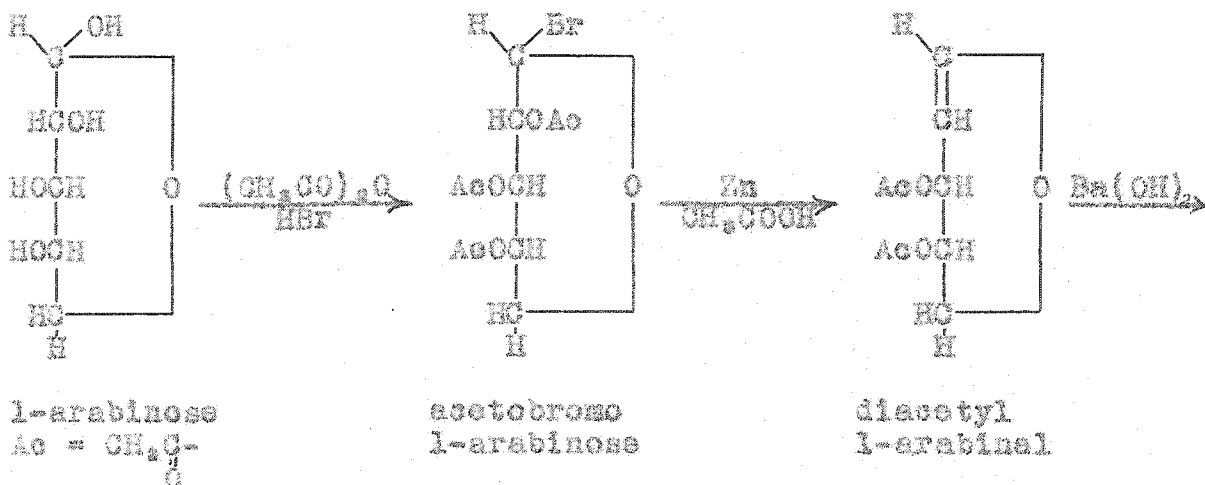 H OH H Br H
C C C
HCOH HCOAc CH
HOCH O (CH₃CO)₂O AcOCH O Zn AcOCH O Ba(OH)₂
HBr CH₃COOH
HOCH AcOCH AcOCH
HC HC HC
H H H
l-arabinose acetobromo diacetyl
Ac = CH₃C- l-arabinose l-arabinal
O